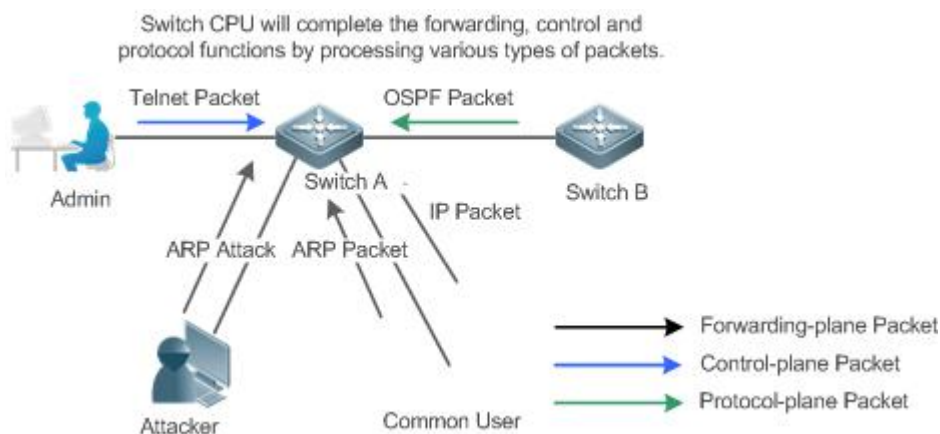 Switch CPU will complete the forwarding, control and
protocol functions by processing various types of packets.
Telnet Packet
OSPF Packet
Admin
Switch A
Switch B
IP Packet
ARP Attack
ARP Packet
Forwarding-plane Packet
Control-plane Packet
Protocol-plane Packet
Attacker
Common User